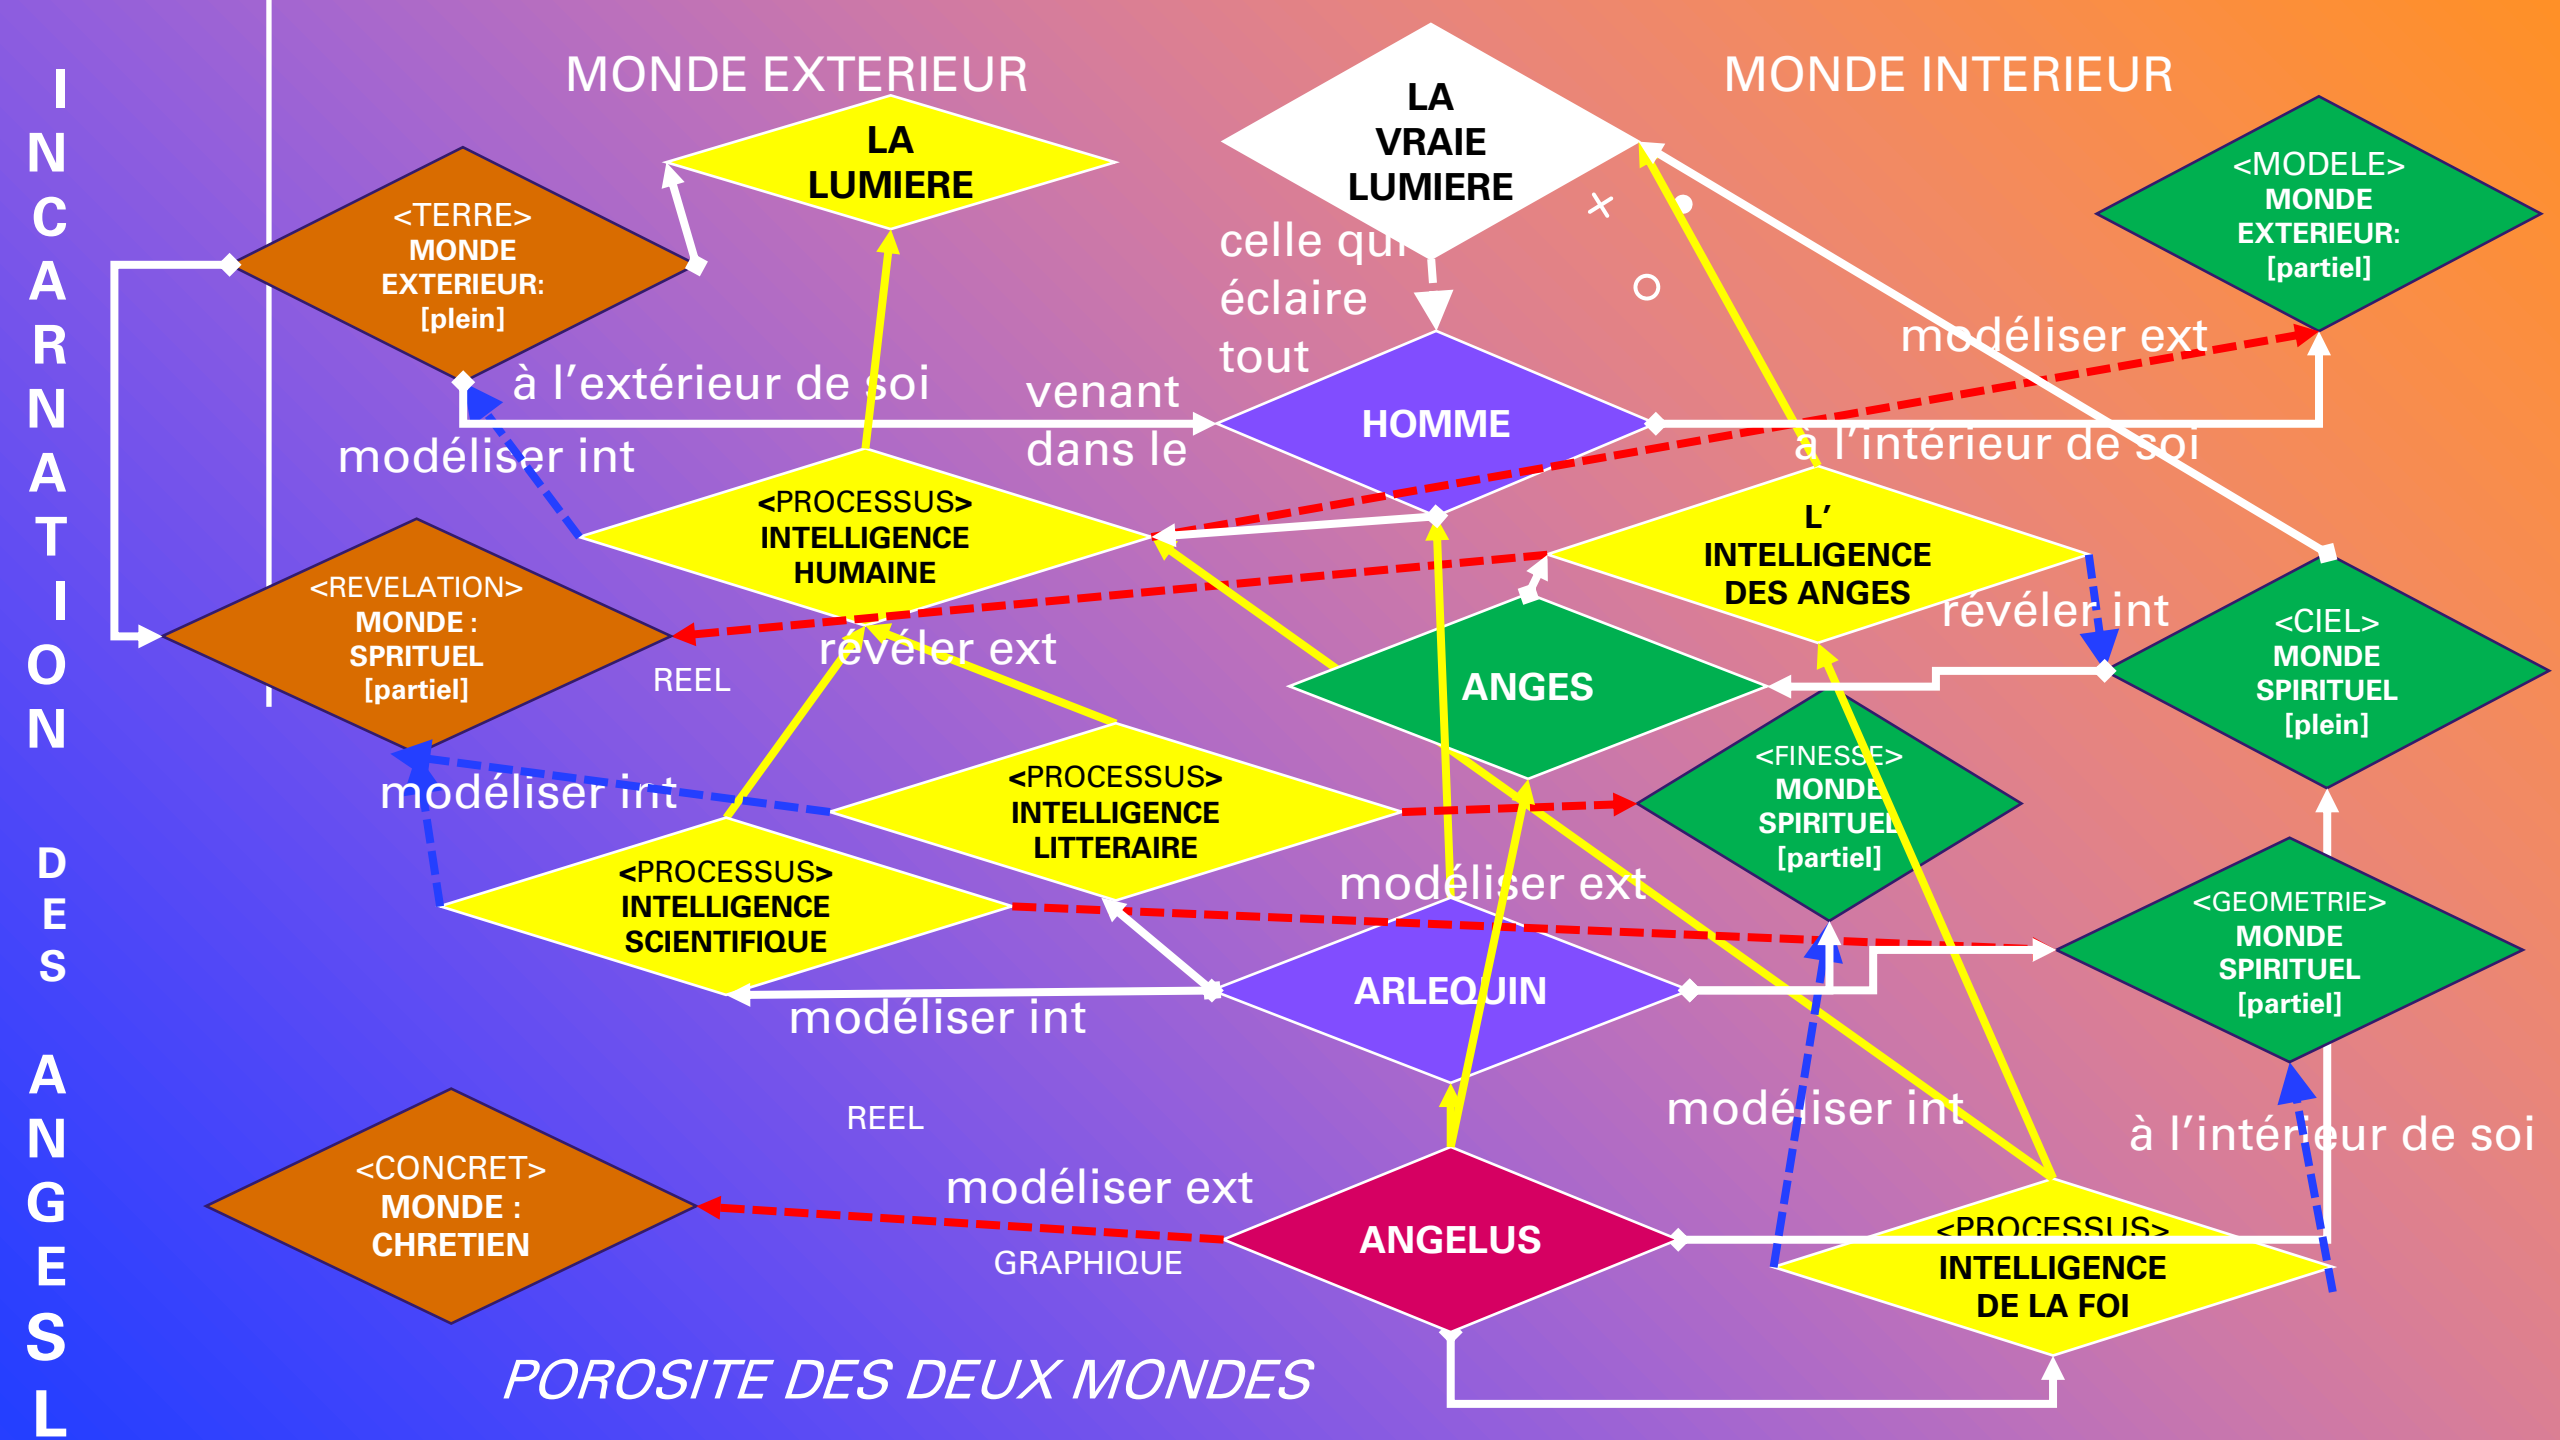 I
N
C
A
R
N
A
T
I
O
N
D
E
S
A
N
G
E
S
L
MONDE EXTERIEUR
MONDE INTERIEUR
LA
LUMIERE
LA
VRAIE
LUMIERE
<MODELE>
MONDE
EXTERIEUR:
[partiel]
<TERRE>
MONDE
EXTERIEUR:
[plein]
celle qui
éclaire
tout
modéliser ext
à l’extérieur de soi
venant
dans le
HOMME
à l’intérieur de soi
modéliser int
<PROCESSUS>
INTELLIGENCE
HUMAINE
L’
INTELLIGENCE
DES ANGES
<REVELATION>
MONDE :
SPRITUEL
[partiel]
révéler ext
REEL
révéler int
<CIEL>
MONDE
SPIRITUEL
[plein]
ANGES
modéliser int
<PROCESSUS>
INTELLIGENCE
LITTERAIRE
<FINESSE>
MONDE
SPIRITUEL
[partiel]
<PROCESSUS>
INTELLIGENCE
SCIENTIFIQUE
modéliser ext
<GEOMETRIE>
MONDE
SPIRITUEL
[partiel]
ARLEQUIN
modéliser int
REEL
modéliser int
à l’intérieur de soi
<CONCRET>
MONDE :
CHRETIEN
modéliser ext
GRAPHIQUE
ANGELUS
<PROCESSUS>
INTELLIGENCE
DE LA FOI
POROSITE DES DEUX MONDES